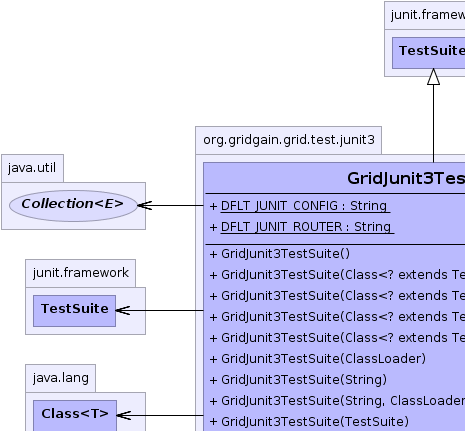 junit.framew
TestSuite
org.gridgain.grid.test.junit3
java.util
GridJunit3Tes
Collection<E>
+ DFLT_JUNIT_CONFIG : String
+ DFLT_JUNIT_ROUTER : String
+ GridJunit3TestSuite()
junit.framework
+ GridJunit3TestSuite(Class<? extends Te
+ GridJunit3TestSuite(Class<? extends Te
TestSuite
+ GridJunit3TestSuite(Class<? extends Te
+ GridJunit3TestSuite(Class<? extends Te
+ GridJunit3TestSuite(ClassLoader)
java.lang
+ GridJunit3TestSuite(String)
+ GridJunit3TestSuite(String, ClassLoader
Class<T>
+ GridJunit3TestSuite(TestSuite)